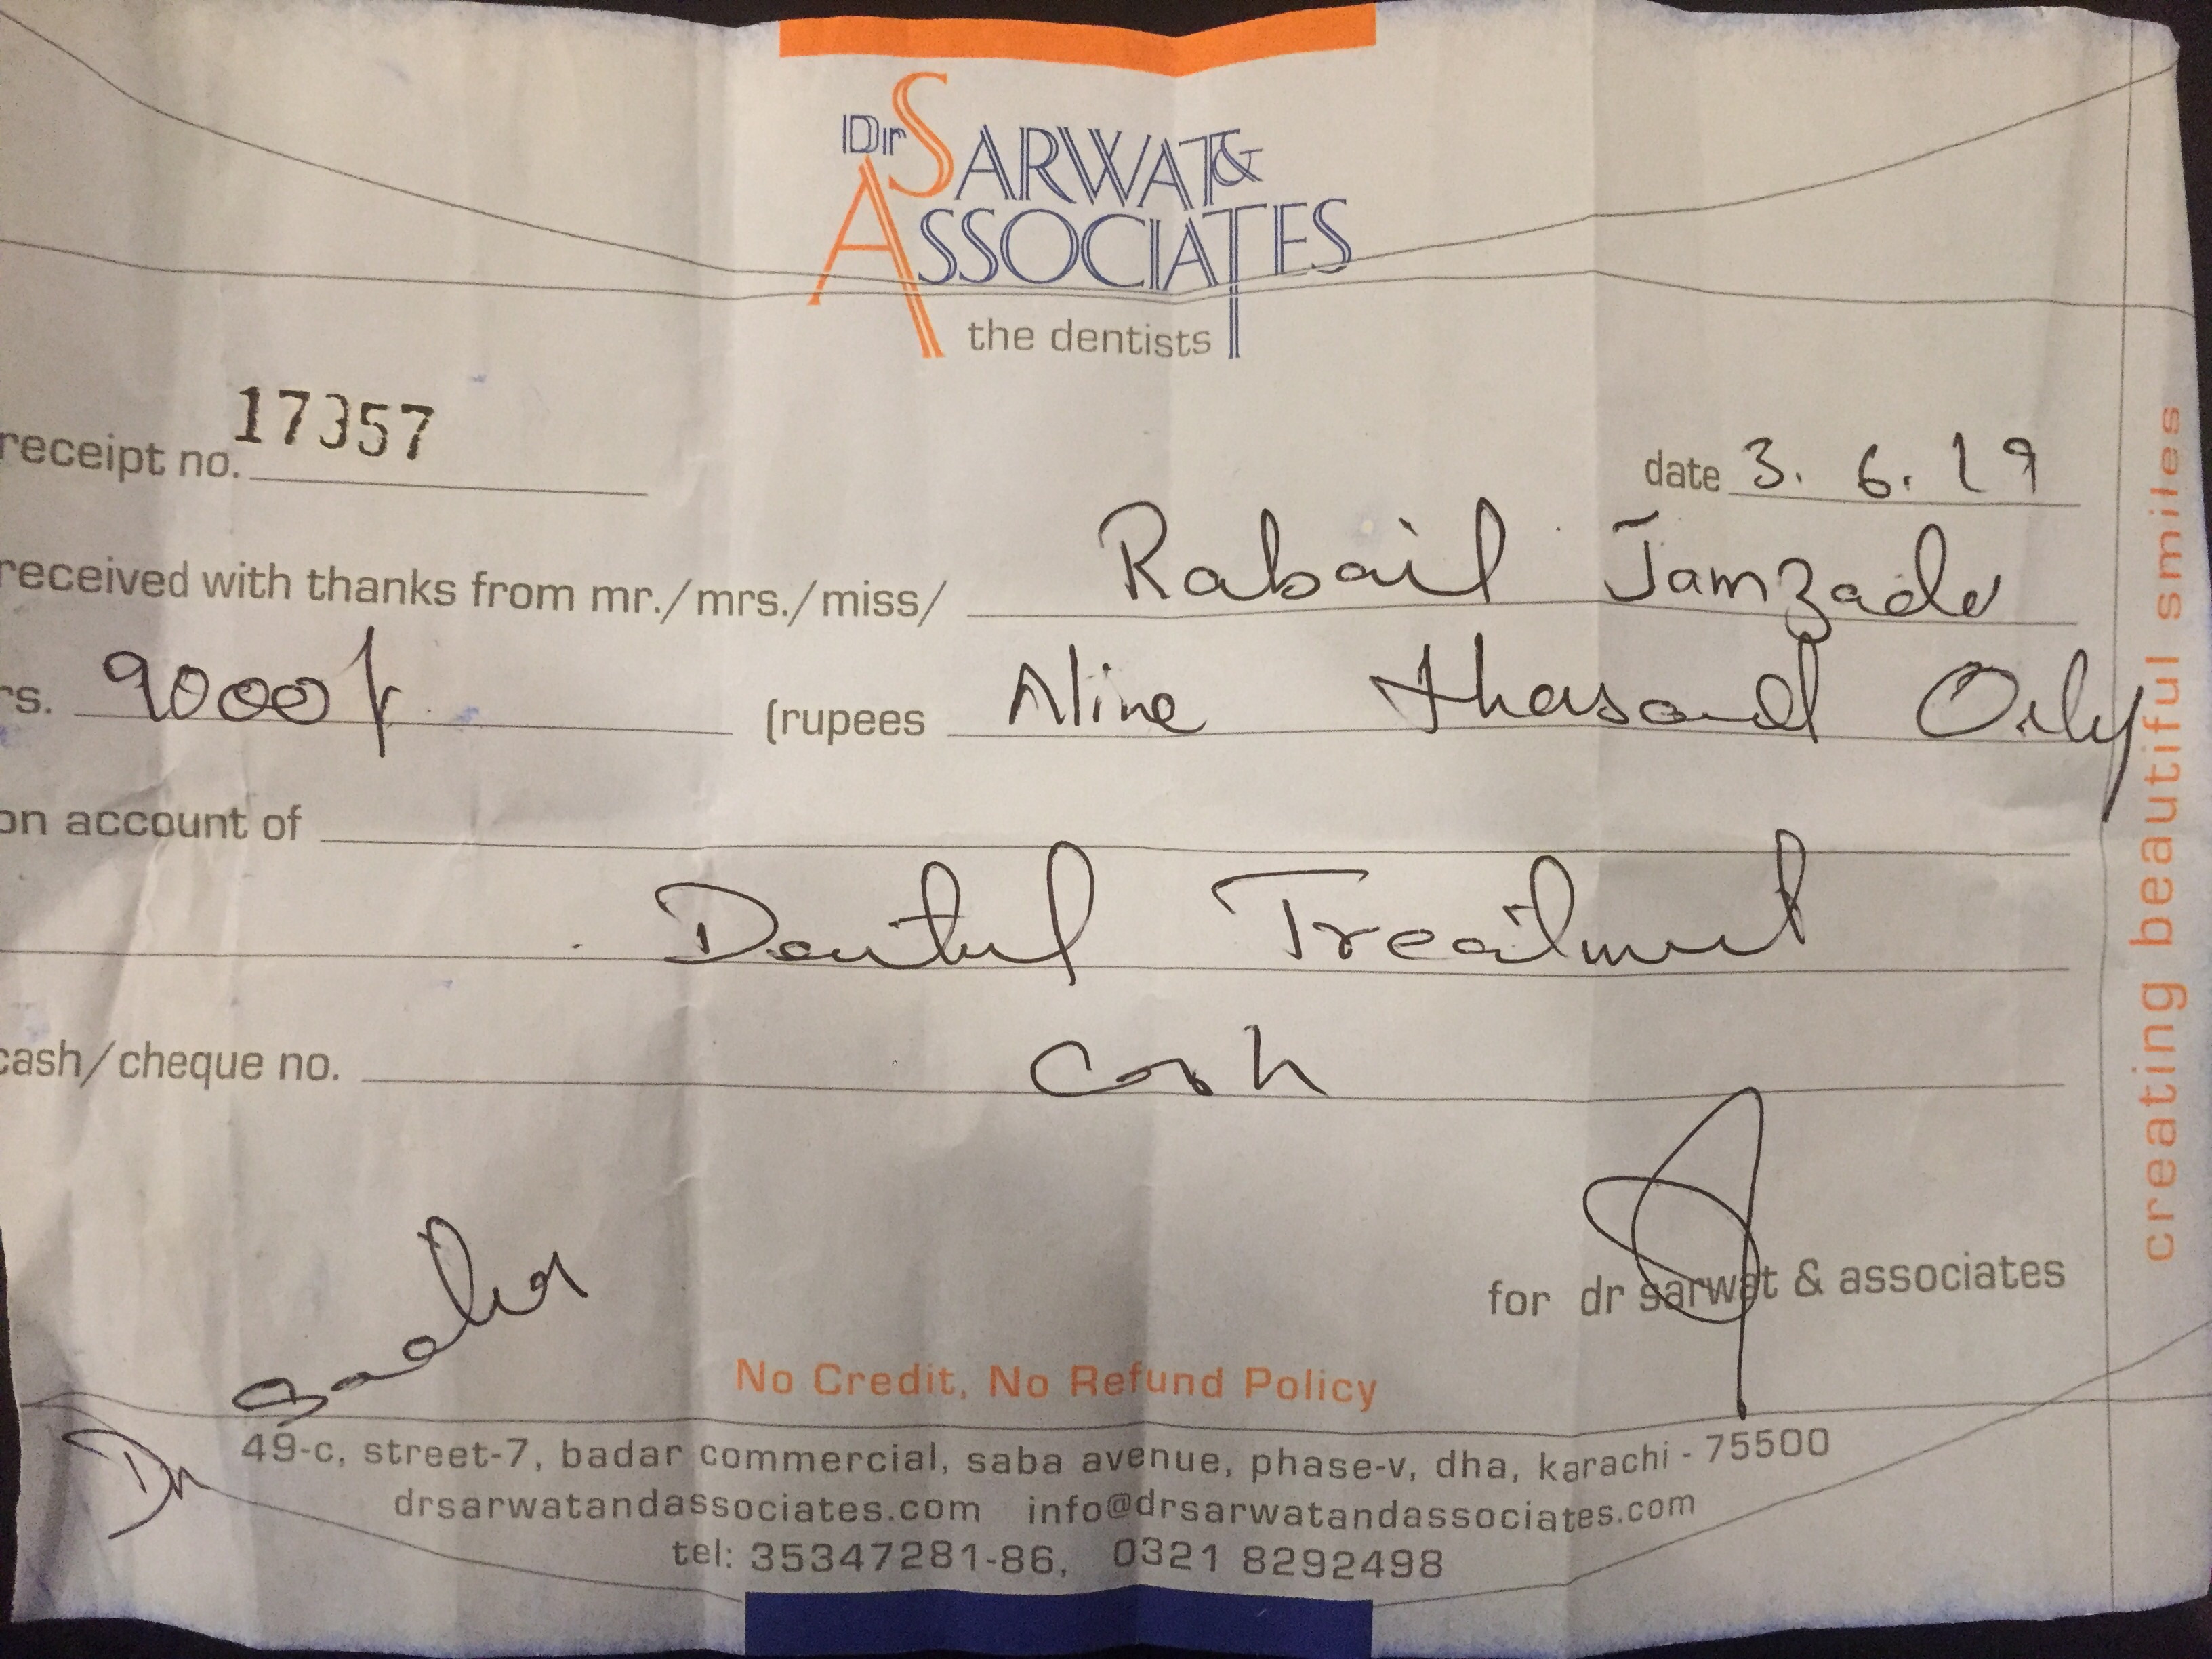 Dr SARWAT &
ASSOCIATES
the dentists
receipt no. 17357
date 3.6.19
received with thanks from mr./mrs./miss/ Rabail Jamzade
rs. 9000/- (rupees Nine thousand Only
on account of
Dental Treatment
cash/cheque no. Cash
for dr sarwat & associates
No Credit, No Refund Policy
Dr
49-c, street-7, badar commercial, saba avenue, phase-v, dha, karachi - 75500
drsarwatandassociates.com info@drsarwatandassociates.com
tel: 35347281-86, 0321 8292498
creating beautiful smiles